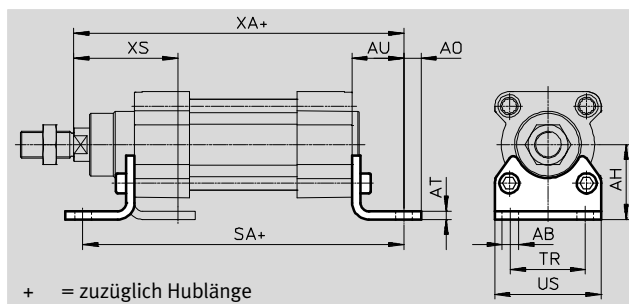 XA+
XS
AU
AO
AT
AH
SA+
AB
TR
US
+ = zuzüglich Hublänge